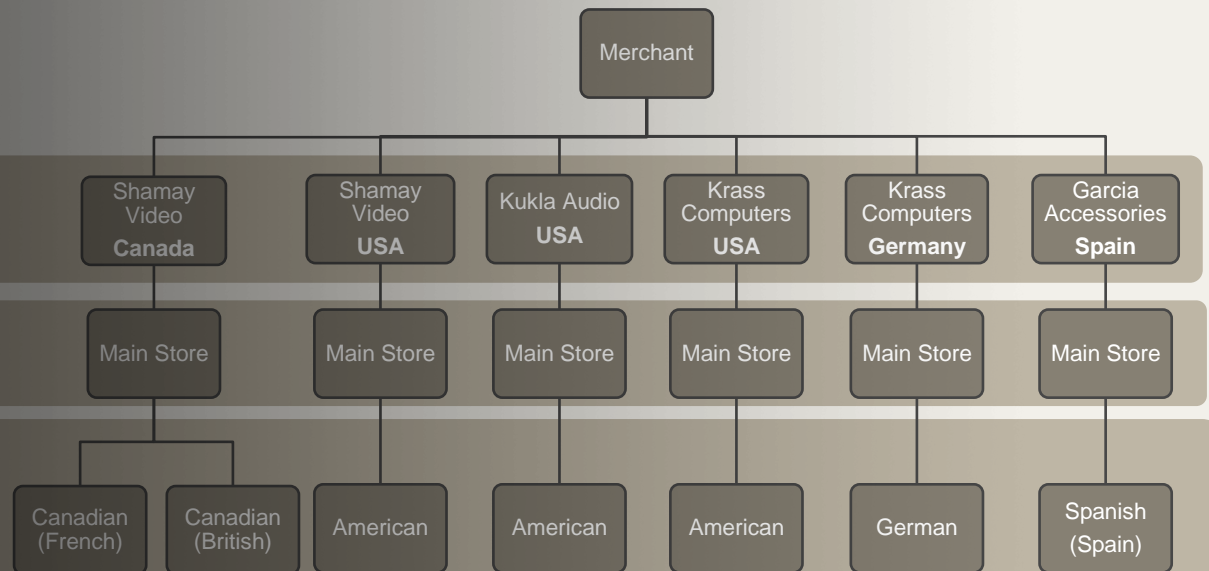 Merchant
Shamay
Video
Canada
Shamay
Video
USA
Kukla Audio
USA
Krass
Computers
USA
Krass
Computers
Germany
Garcia
Accessories
Spain
Main Store
Main Store
Main Store
Main Store
Main Store
Main Store
Canadian
(French)
Canadian
(British)
American
American
American
German
Spanish
(Spain)